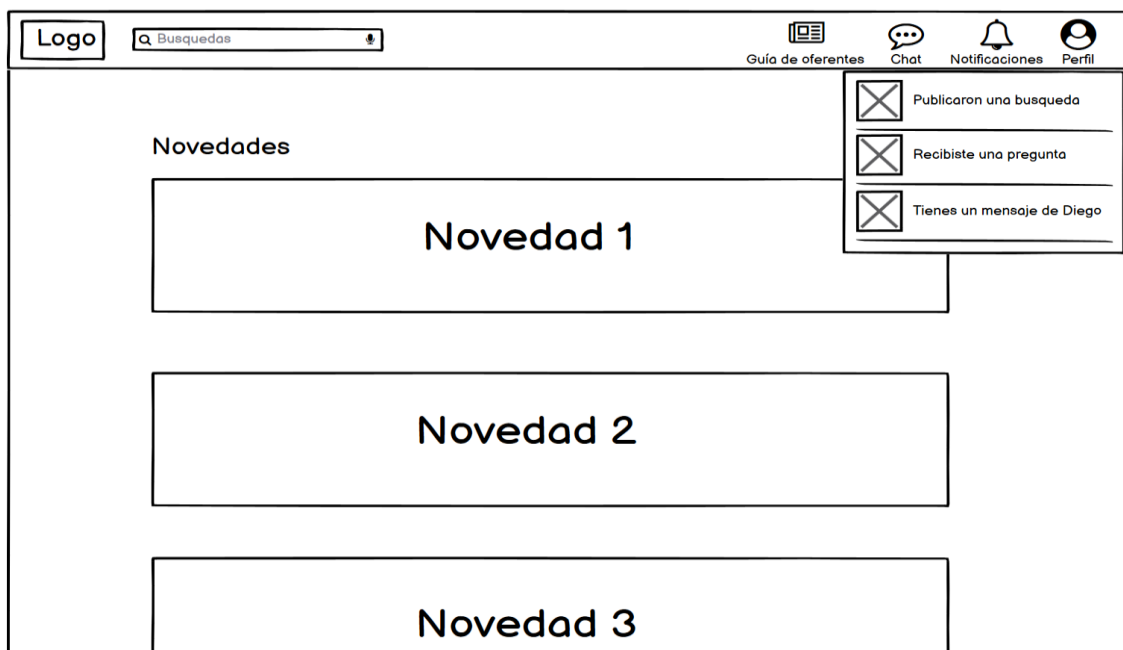 Logo
Busquedas
Guía de oferentes
Chat
Notificaciones
Perfil
Publicaron una busqueda
Recibiste una pregunta
Tienes un mensaje de Diego
Novedades
Novedad 1
Novedad 2
Novedad 3